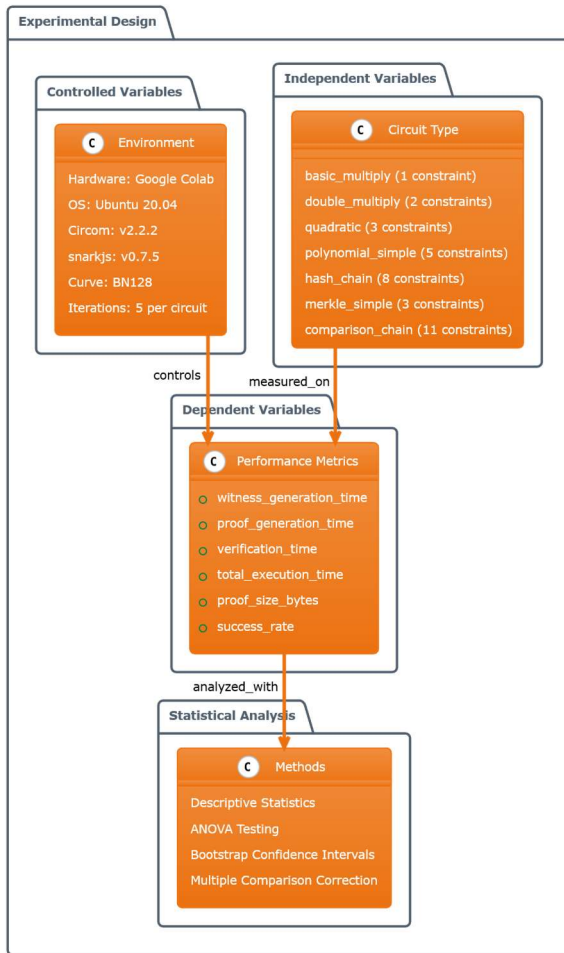 Experimental Design
Controlled Variables
C Environment
Hardware: Google Colab
OS: Ubuntu 20.04
Circom: v2.2.2
snarkjs: v0.7.5
Curve: BN128
Iterations: 5 per circuit
Independent Variables
C Circuit Type
basic_multiply (1 constraint)
double_multiply (2 constraints)
quadratic (3 constraints)
polynomial_simple (5 constraints)
hash_chain (8 constraints)
merkle_simple (3 constraints)
comparison_chain (11 constraints)
controls
measured_on
Dependent Variables
C Performance Metrics
witness_generation_time
proof_generation_time
verification_time
total_execution_time
proof_size_bytes
success_rate
analyzed_with
Statistical Analysis
C Methods
Descriptive Statistics
ANOVA Testing
Bootstrap Confidence Intervals
Multiple Comparison Correction